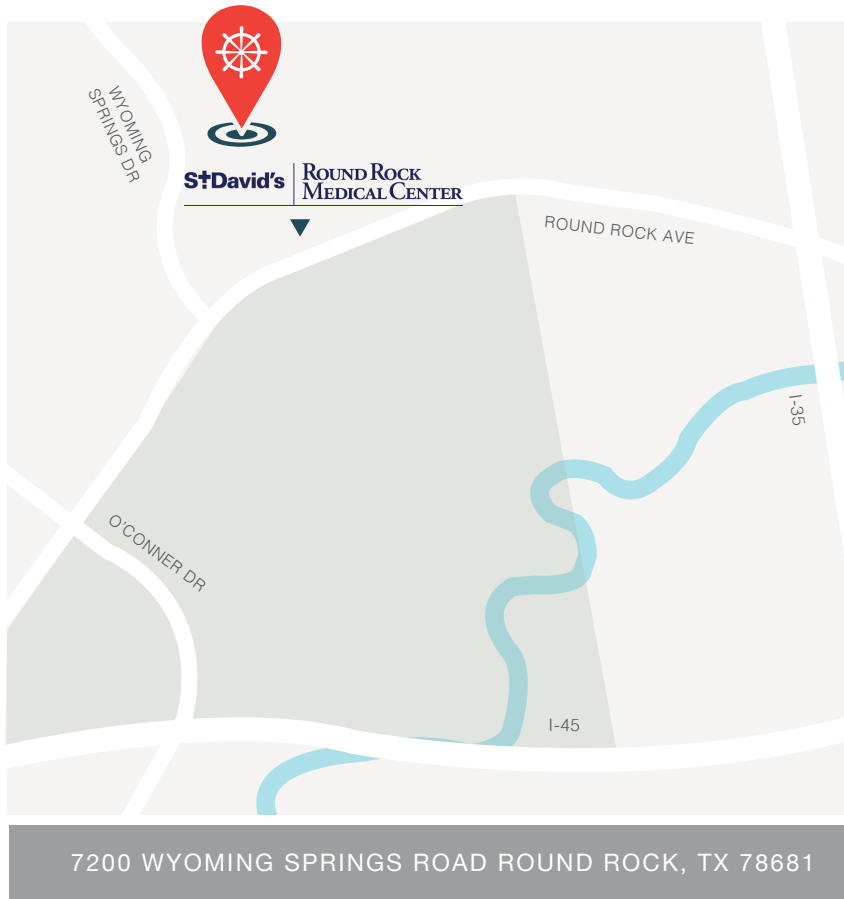 WYOMING
SPRINGS DR
St David's
ROUND ROCK
MEDICAL CENTER
ROUND ROCK AVE
I-35
O'CONNER DR
I-45
7200 WYOMING SPRINGS ROAD ROUND ROCK, TX 78681